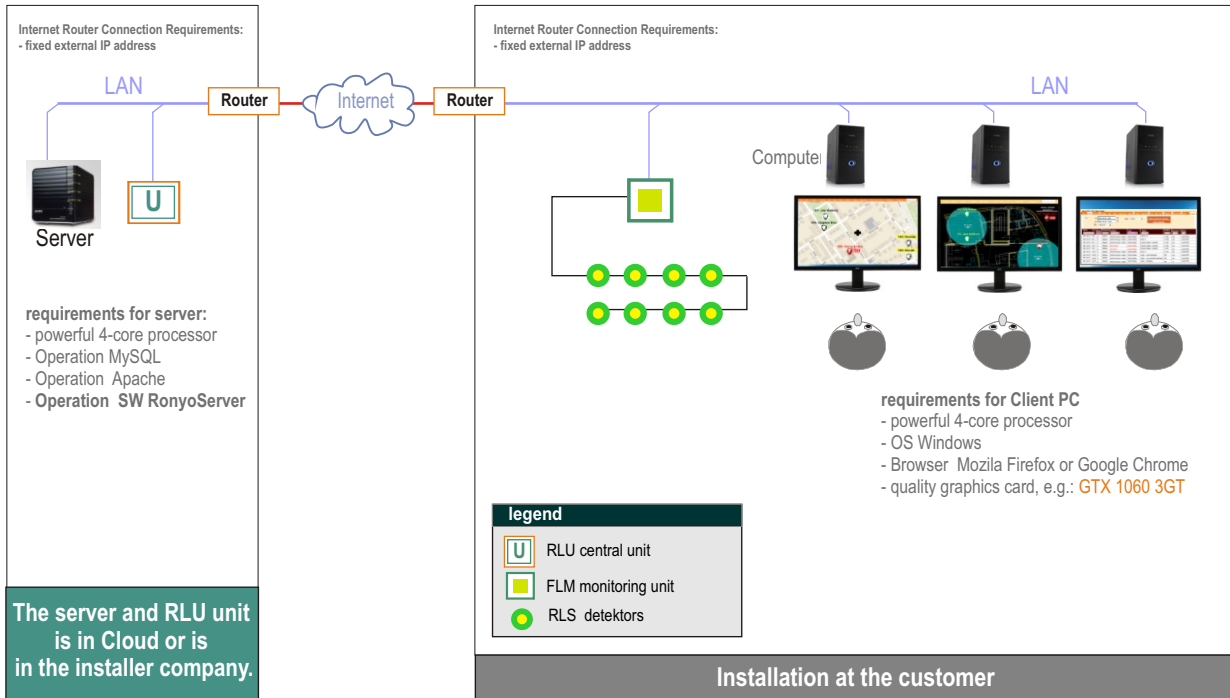 Internet Router Connection Requirements:
- fixed external IP address
LAN
Router
Internet
U
Server
requirements for server:
- powerful 4-core processor
- Operation MySQL
- Operation Apache
- Operation SW RonyoServer
The server and RLU unit
is in Cloud or is
in the installer company.
Internet Router Connection Requirements:
- fixed external IP address
Router
LAN
Computer
requirements for Client PC
- powerful 4-core processor
- OS Windows
- Browser Mozila Firefox or Google Chrome
- quality graphics card, e.g.: GTX 1060 3GT
legend
U RLU central unit
FLM monitoring unit
RLS detektors
Installation at the customer